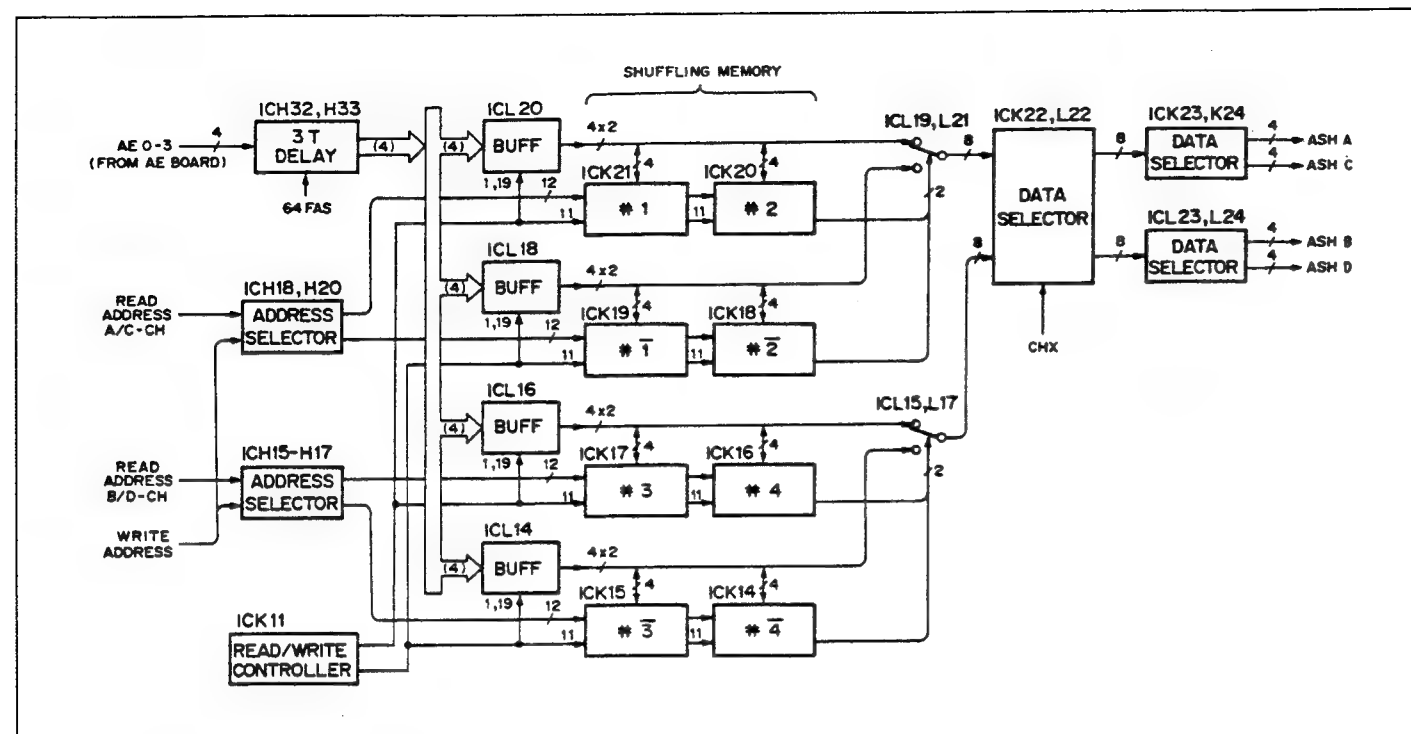 SHUFFLING MEMORY
ICH32, H33
3T
DELAY
AE 0-3
(FROM AE BOARD)
4
64 FAS
(4)
(4)
ICL20
BUFF
4x2
1,19
12
11
ICK21
# 1
4
11
ICK20
# 2
4
ICL19, L21
2
8
ICK22, L22
DATA
SELECTOR
CHX
8
8
8
ICK23, K24
DATA
SELECTOR
4
ASH A
4
ASH C
ICL23, L24
DATA
SELECTOR
4
ASH B
4
ASH D
(4)
ICL18
BUFF
4x2
1,19
12
11
ICK19
# 1̅
4
11
ICK18
# 2̅
4
READ
ADDRESS
A/C-CH
ICH18, H20
ADDRESS
SELECTOR
(4)
ICL16
BUFF
4x2
1,19
12
11
ICK17
# 3
4
11
ICK16
# 4
4
ICL15, L17
2
READ
ADDRESS
B/D-CH
ICH15-H17
ADDRESS
SELECTOR
WRITE
ADDRESS
(4)
ICL14
BUFF
4x2
1,19
12
11
ICK15
# 3̅
4
11
ICK14
# 4̅
4
ICK11
READ/WRITE
CONTROLLER